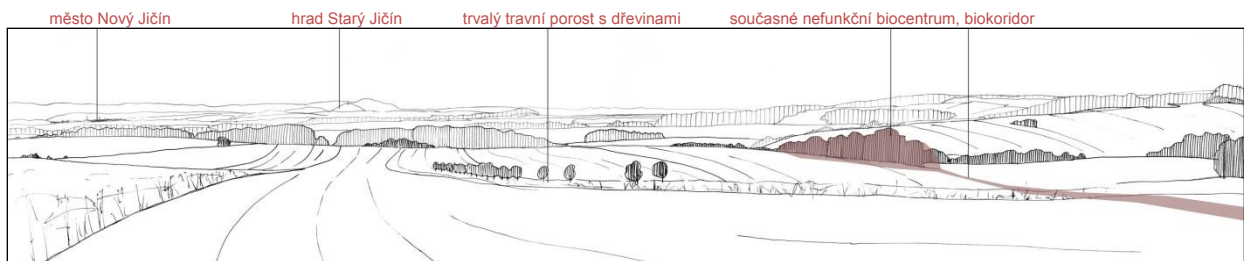 město Nový Jičín hrad Starý Jičín trvalý travní porost s dřevinami současné nefunkční biocentrum, biokoridor